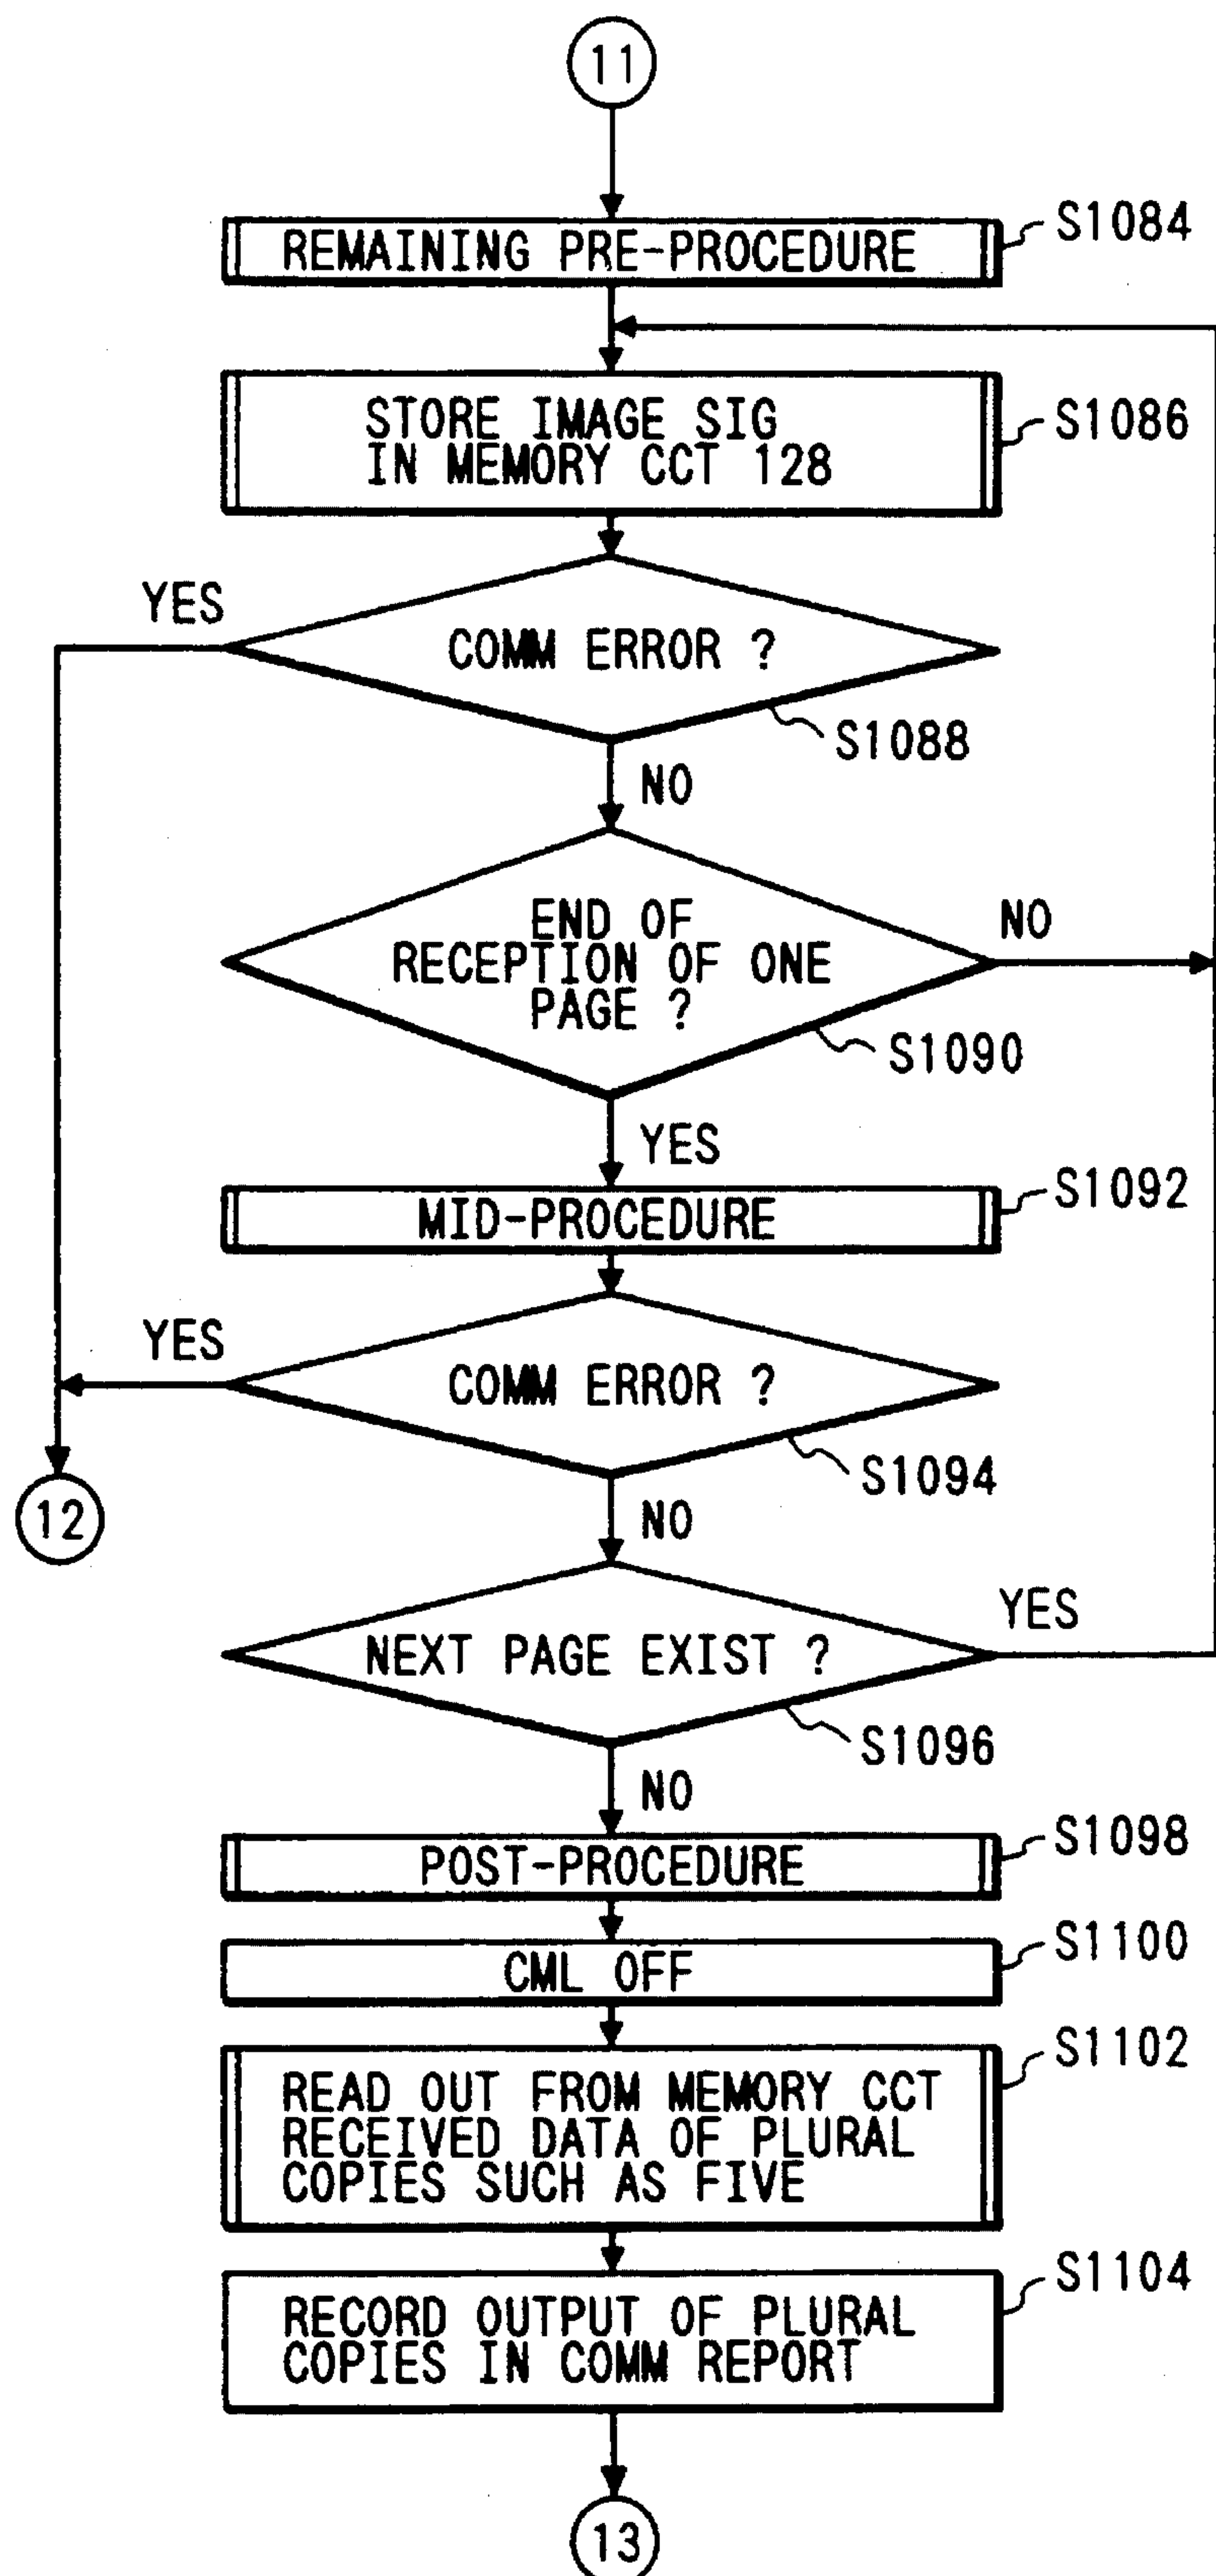 11
REMAINING PRE-PROCEDURE
S1084
STORE IMAGE SIG
IN MEMORY CCT 128
S1086
YES
COMM ERROR ?
S1088
NO
END OF
RECEPTION OF ONE
PAGE ?
NO
S1090
YES
MID-PROCEDURE
S1092
YES
COMM ERROR ?
S1094
12
NO
NEXT PAGE EXIST ?
YES
S1096
NO
POST-PROCEDURE
S1098
CML OFF
S1100
READ OUT FROM MEMORY CCT
RECEIVED DATA OF PLURAL
COPIES SUCH AS FIVE
S1102
RECORD OUTPUT OF PLURAL
COPIES IN COMM REPORT
S1104
13